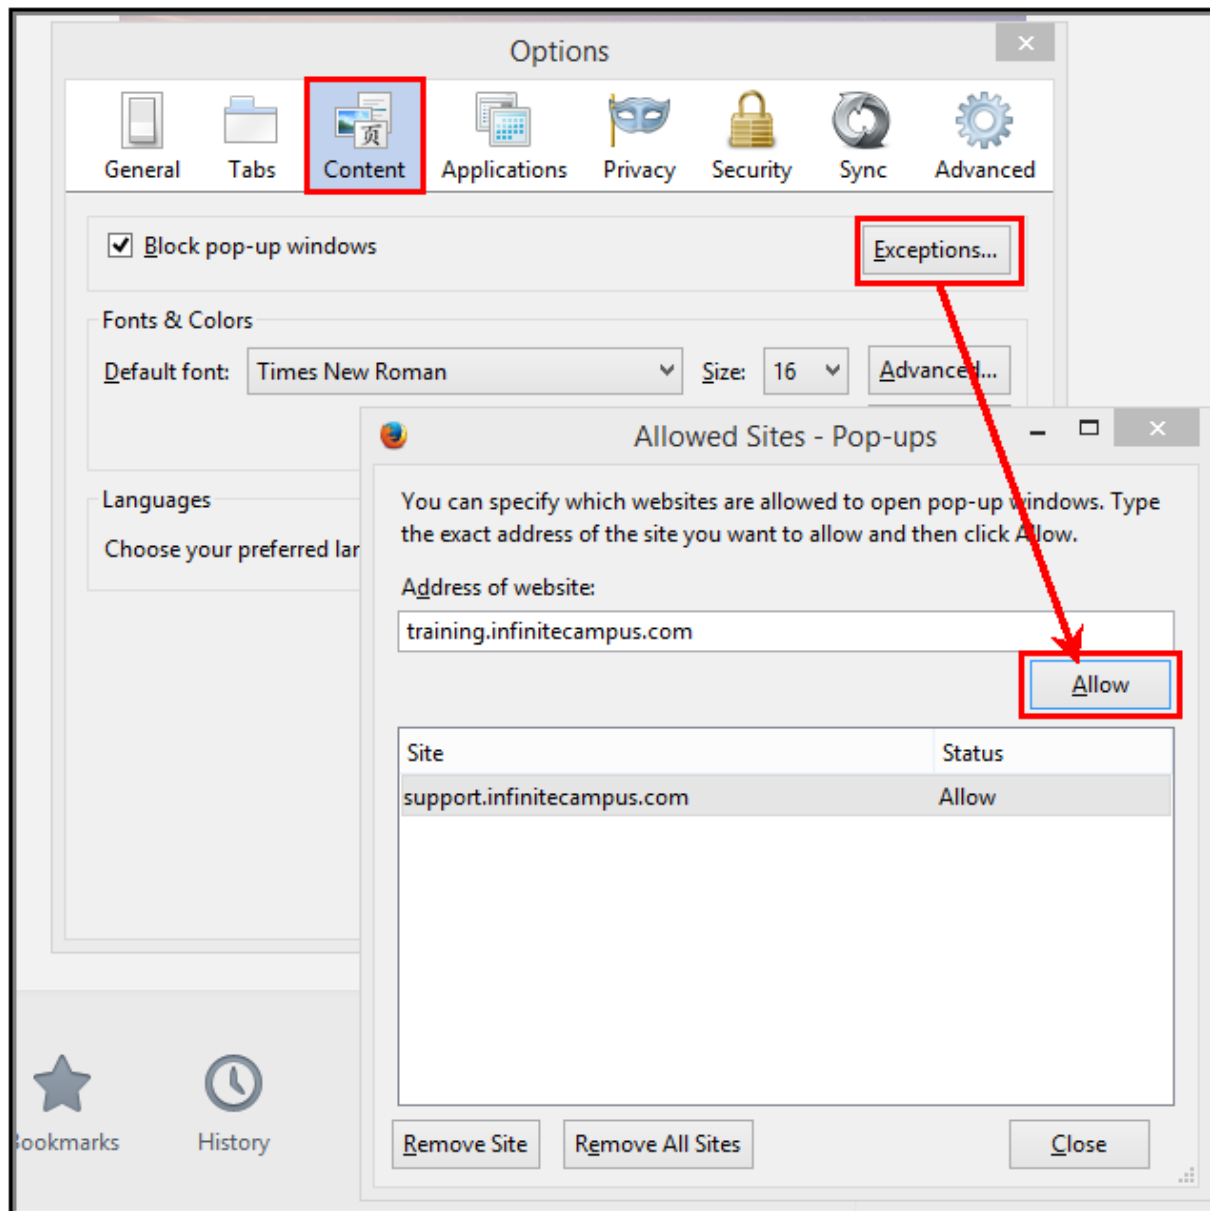 Options
General Tabs Content Applications Privacy Security Sync Advanced
页
Block pop-up windows
Exceptions...
Fonts & Colors
Default font: Times New Roman Size: 16 Advanced...
Allowed Sites - Pop-ups
Languages
Choose your preferred lan
You can specify which websites are allowed to open pop-up windows. Type
the exact address of the site you want to allow and then click Allow.
Address of website:
training.infinitecampus.com
Allow
Site Status
support.infinitecampus.com Allow
Bookmarks History
Remove Site Remove All Sites Close